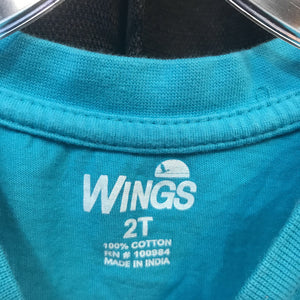 WINGS
2T
100% COTTON
RN # 100984
MADE IN INDIA